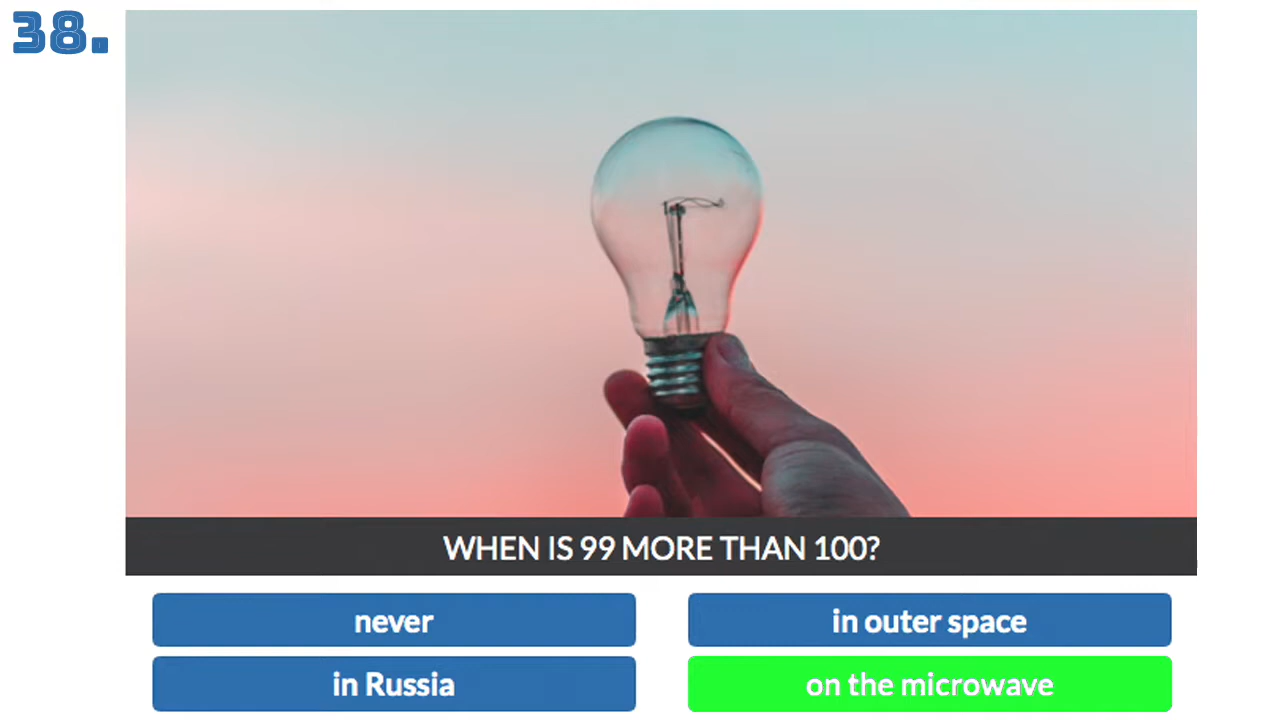 38.
WHEN IS 99 MORE THAN 100?
never
in outer space
in Russia
on the microwave